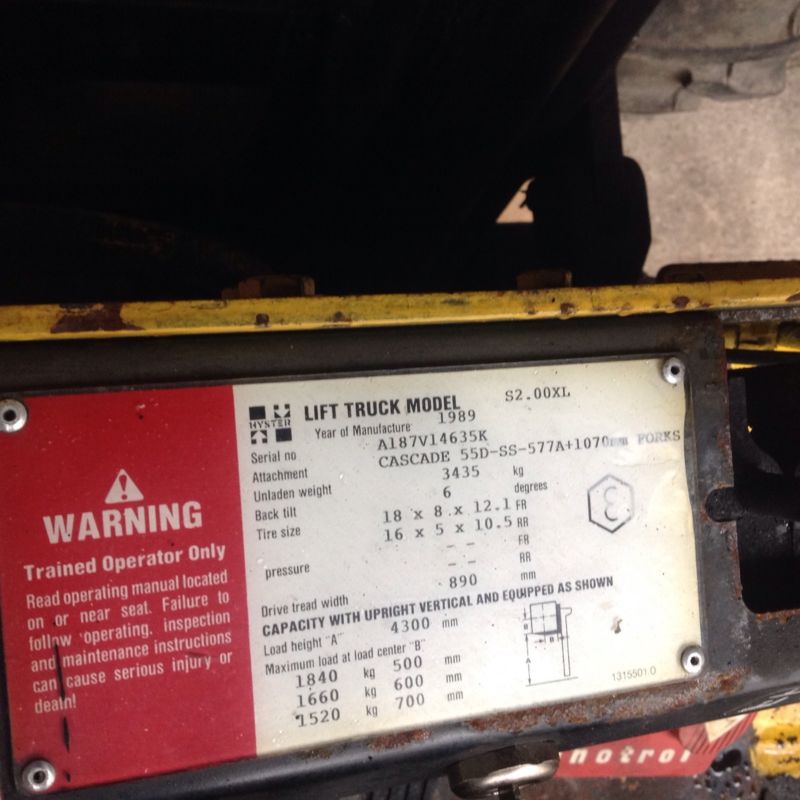 HYSTER
LIFT TRUCK MODEL S2.00XL
Year of Manufacture 1989
Serial no A187V14635K
Attachment CASCADE 55D-SS-577A+1070mm FORKS
Unladen weight 3435 kg
Back tilt 6 degrees
Tire size 18 x 8 x 12.1 FR
16 x 5 x 10.5 RR
pressure -- FR
-- RR
Drive tread width 890 mm
CAPACITY WITH UPRIGHT VERTICAL AND EQUIPPED AS SHOWN
Load height "A" 4300 mm
Maximum load at load center "B"
1840 kg 500 mm
1660 kg 600 mm
1520 kg 700 mm
B
B
A
1315501.0
WARNING
Trained Operator Only
Read operating manual located
on or near seat. Failure to
follow operating, inspection
and maintenance instructions
can cause serious injury or
death!